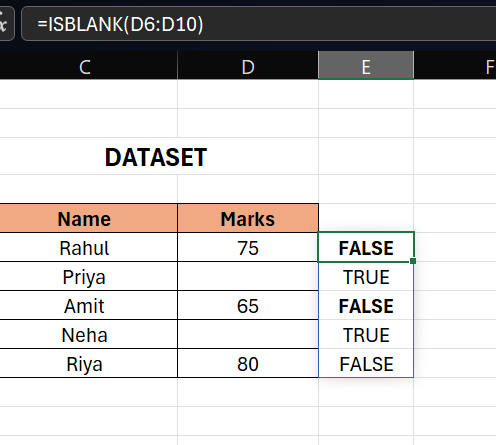 =ISBLANK(D6:D10)
C D E F
DATASET
Name Marks
Rahul 75 FALSE
Priya TRUE
Amit 65 FALSE
Neha TRUE
Riya 80 FALSE